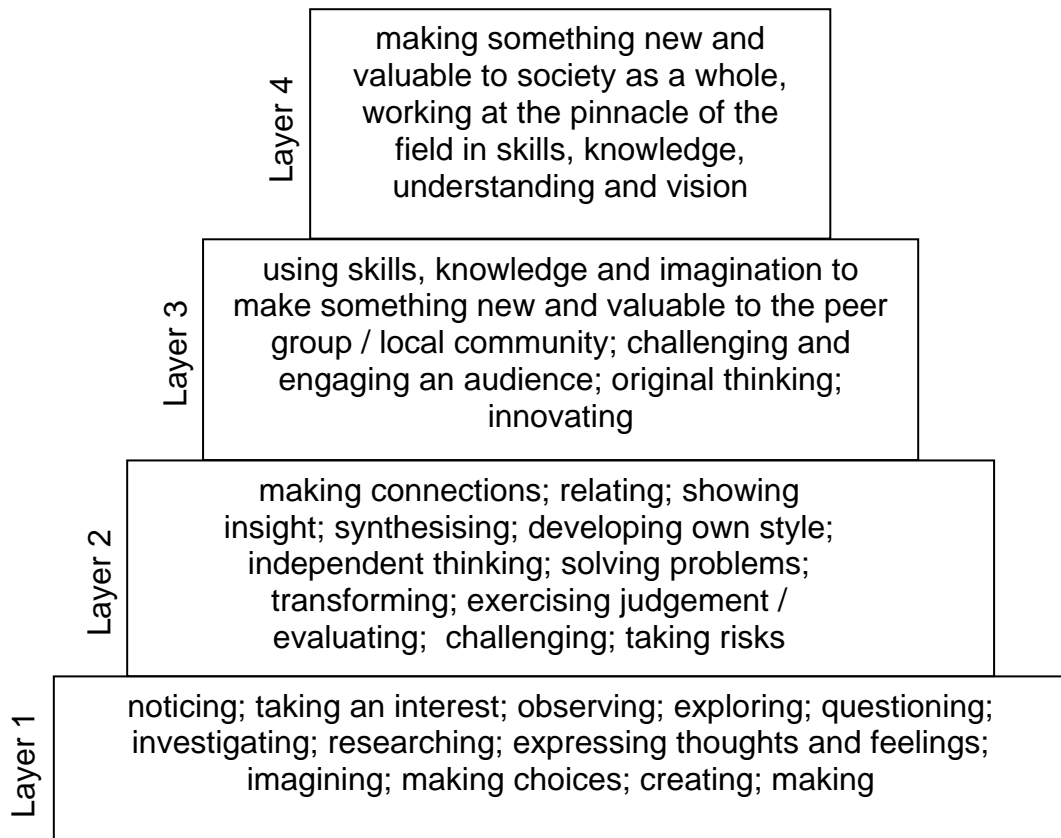 Layer 4
making something new and
valuable to society as a whole,
working at the pinnacle of the
field in skills, knowledge,
understanding and vision
Layer 3
using skills, knowledge and imagination to
make something new and valuable to the peer
group / local community; challenging and
engaging an audience; original thinking;
innovating
Layer 2
making connections; relating; showing
insight; synthesising; developing own style;
independent thinking; solving problems;
transforming; exercising judgement /
evaluating;  challenging; taking risks
Layer 1
noticing; taking an interest; observing; exploring; questioning;
investigating; researching; expressing thoughts and feelings;
imagining; making choices; creating; making